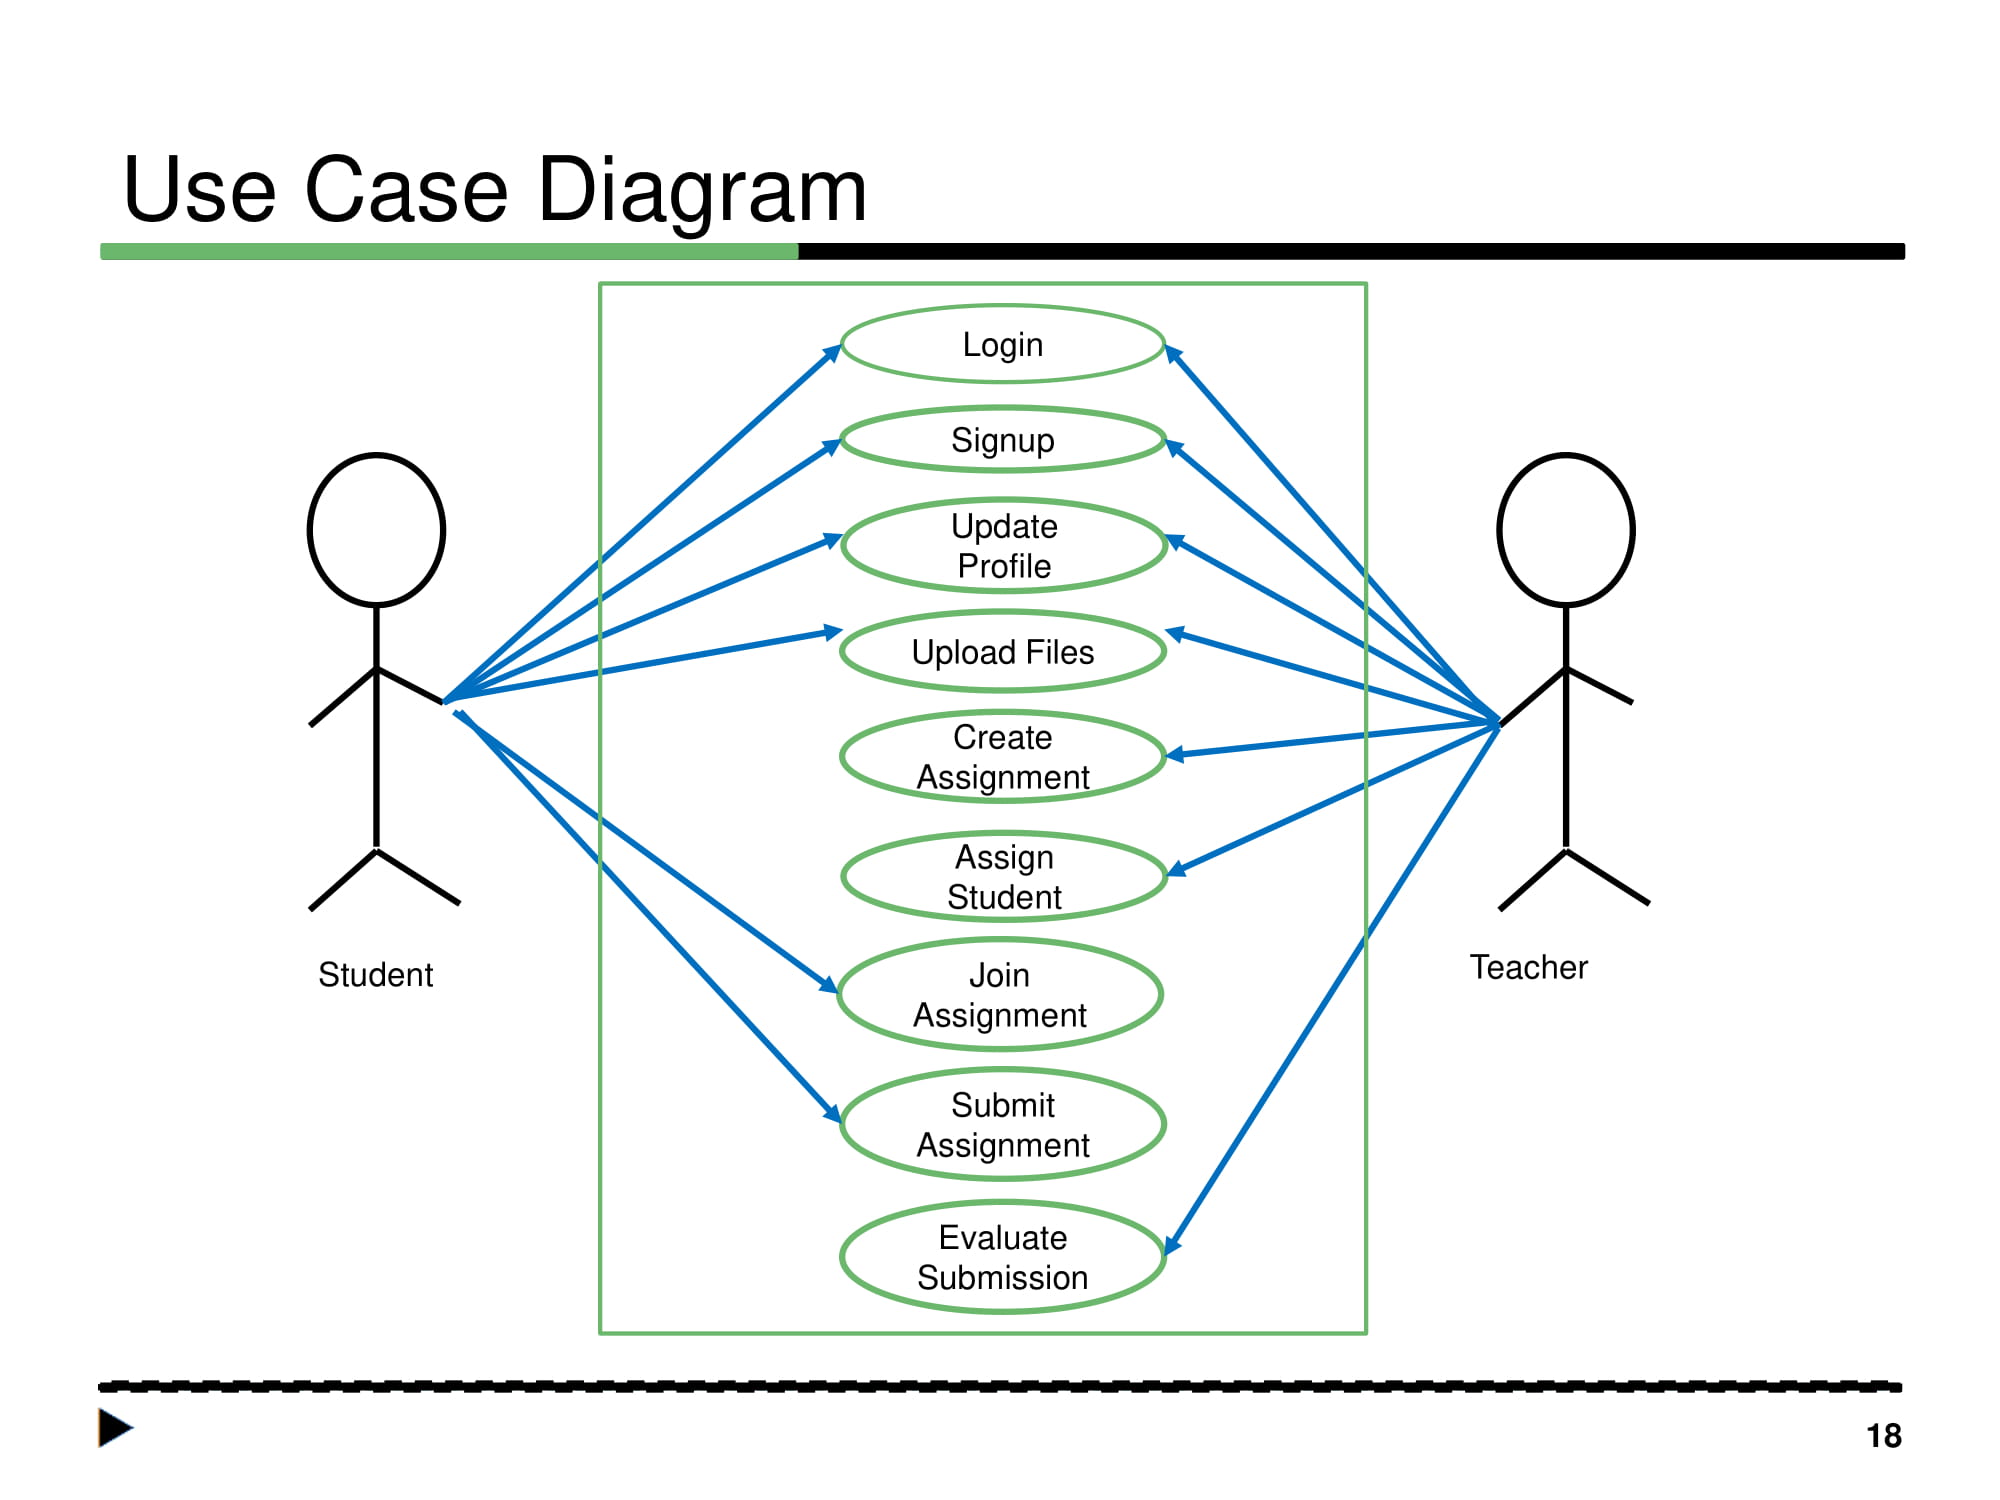 Use Case Diagram
Login
Signup
Update
Profile
Upload Files
Create
Assignment
Assign
Student
Join
Assignment
Submit
Assignment
Evaluate
Submission
Student
Teacher
18